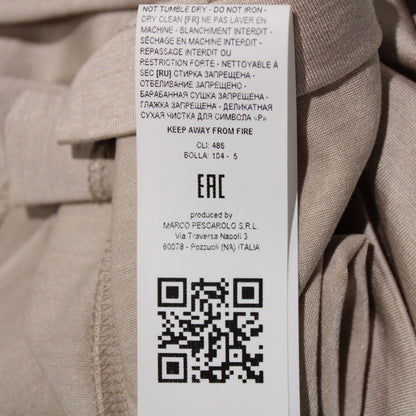 NOT TUMBLE DRY - DO NOT IRON -
DRY CLEAN [FR] NE PAS LAVER EN
MACHINE - BLANCHIMENT INTERDIT -
SÉCHAGE EN MACHINE INTERDIT -
REPASSAGE INTERDIT OU
RESTRICTION FORTE - NETTOYABLE À
SEC [RU] СТИРКА ЗАПРЕЩЕНА -
ОТБЕЛИВАНИЕ ЗАПРЕЩЕНО -
БАРАБАННАЯ СУШКА ЗАПРЕЩЕНА -
ГЛАЖКА ЗАПРЕЩЕНА - ДЕЛИКАТНАЯ
СУХАЯ ЧИСТКА ДЛЯ СИМВОЛА «P»
KEEP AWAY FROM FIRE
CLI: 486
BOLLA: 104 - 5
EAC
produced by
MARCO PESCAROLO S.R.L.
Via Traversa Napoli 3
80078 - Pozzuoli (NA) ITALIA